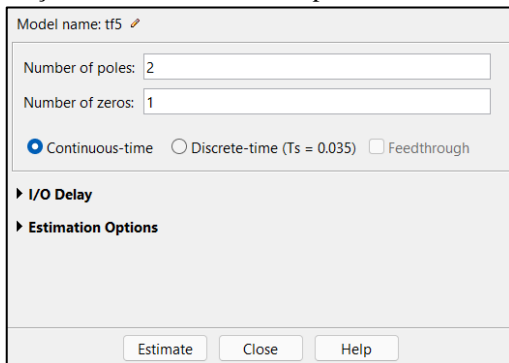 Model name: tf5
Number of poles: 2
Number of zeros: 1
Continuous-time Discrete-time (Ts = 0.035) Feedthrough
I/O Delay
Estimation Options
Estimate Close Help